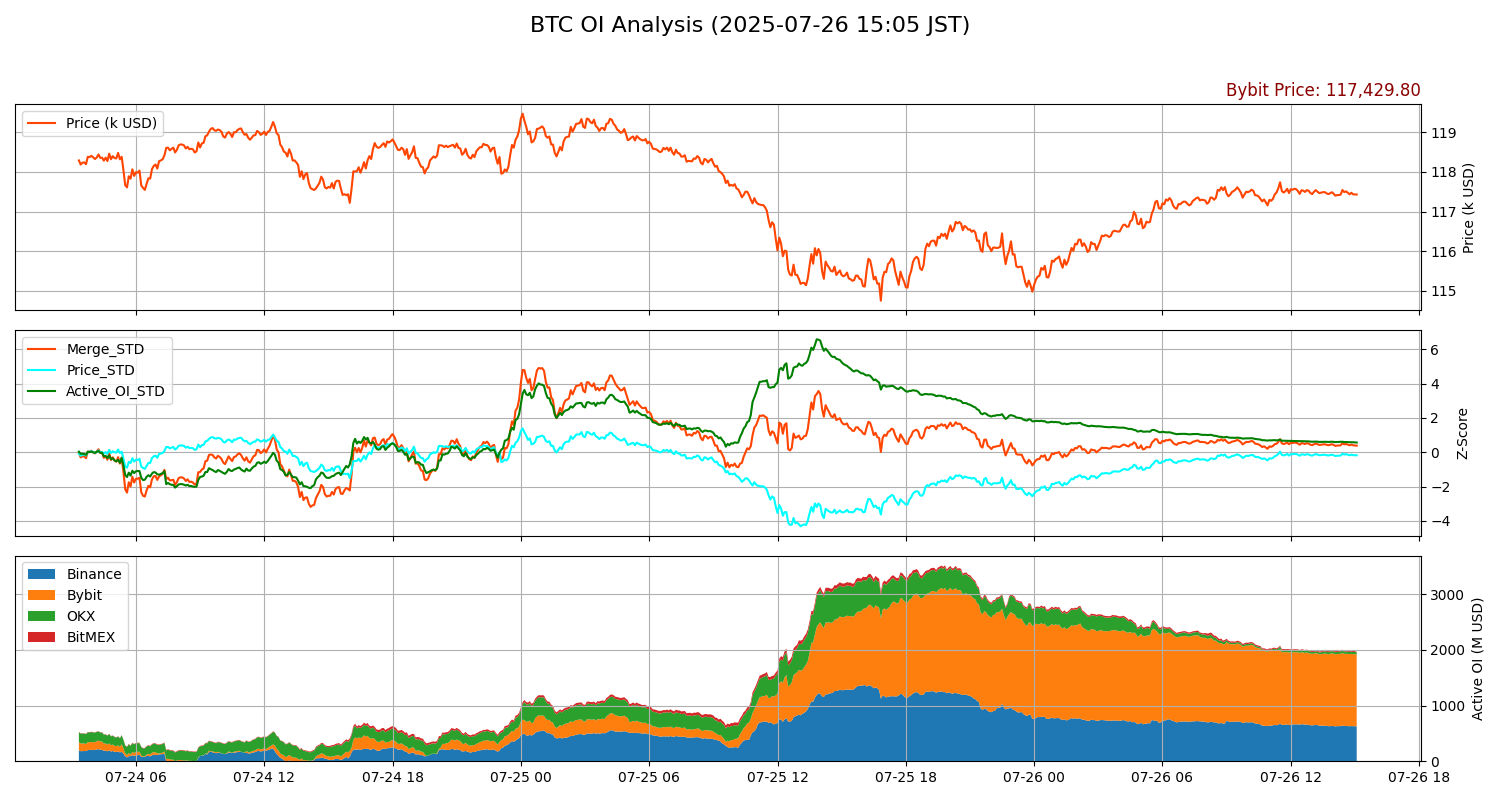 BTC OI Analysis (2025-07-26 15:05 JST)
Bybit Price: 117,429.80
Price (k USD)
119
118
117
116
115
Price (k USD)
Merge_STD
Price_STD
Active_OI_STD
6
4
2
0
−2
−4
Z-Score
Binance
Bybit
OKX
BitMEX
3000
2000
1000
0
Active OI (M USD)
07-24 06
07-24 12
07-24 18
07-25 00
07-25 06
07-25 12
07-25 18
07-26 00
07-26 06
07-26 12
07-26 18